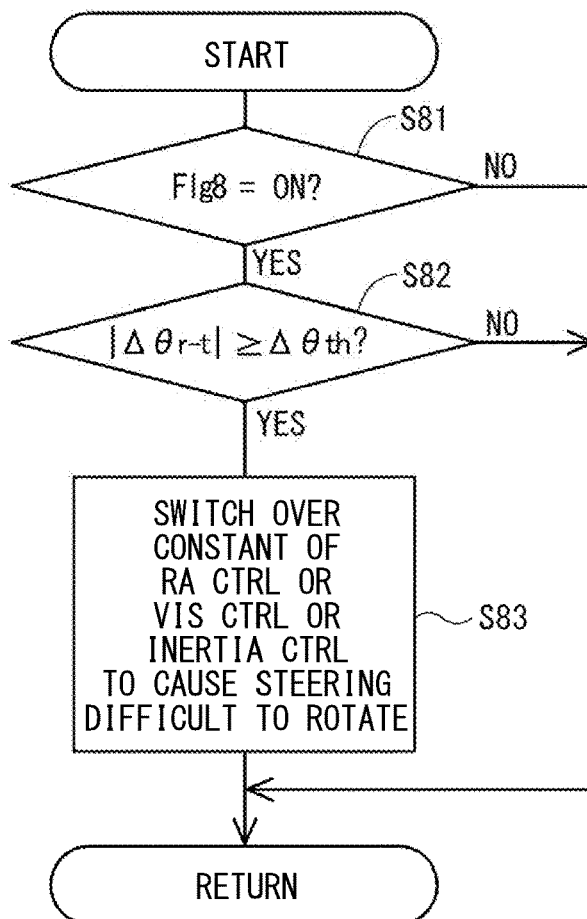 START
S81
Flg8 = ON?
NO
YES
S82
|Δθr-t| ≥ Δθth?
NO
YES
SWITCH OVER
CONSTANT OF
RA CTRL OR
VIS CTRL OR
INERTIA CTRL
TO CAUSE STEERING
DIFFICULT TO ROTATE
S83
RETURN